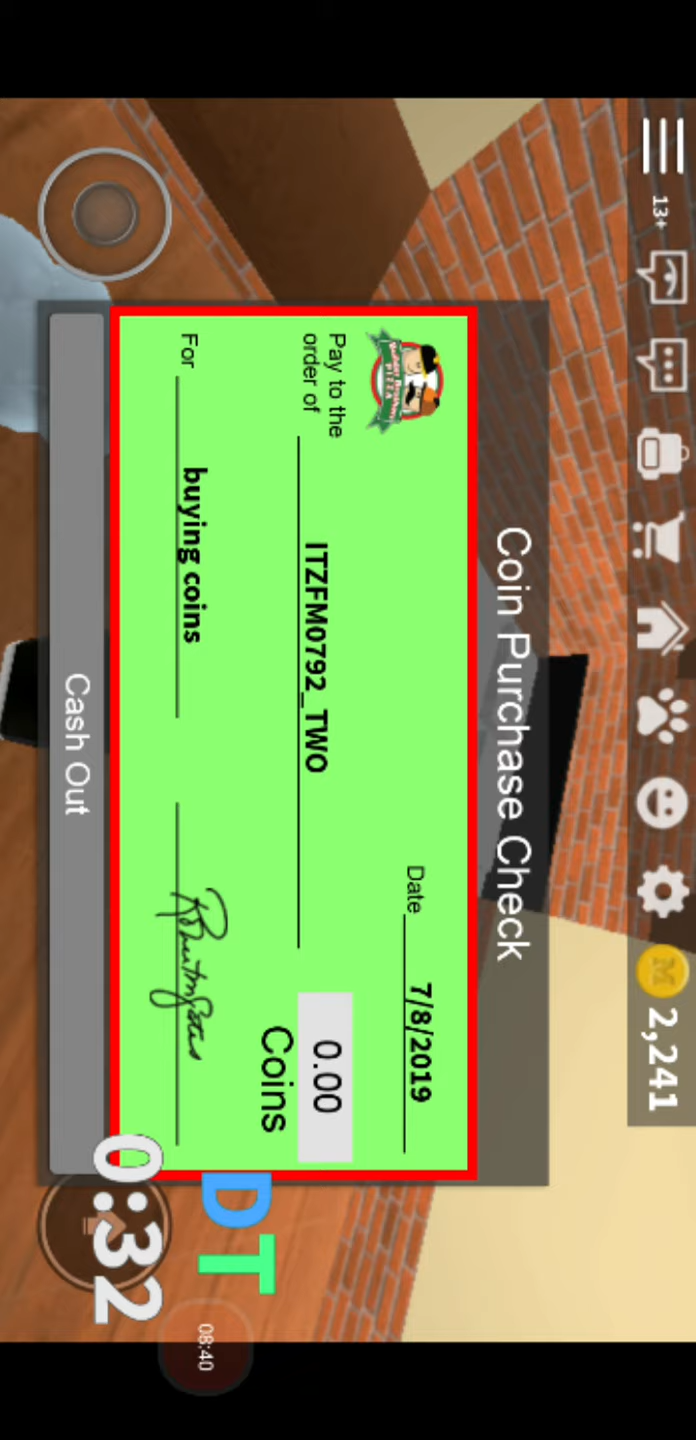 13+
2,241
Coin Purchase Check
Date 7/8/2019
Pay to the
order of
ITZFM0792_TWO
0.00
Coins
For buying coins
Cash Out
DT
0:32
08:40